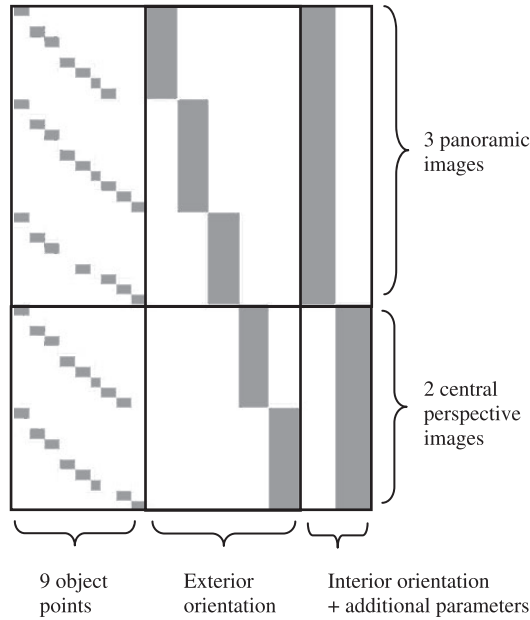 3 panoramic
images
2 central
perspective
images
9 object
points
Exterior
orientation
Interior orientation
+ additional parameters